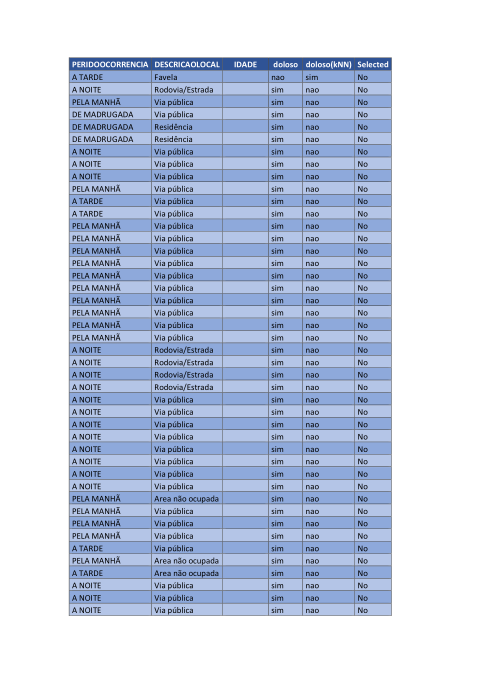 PERIDOOCORRENCIA DESCRICAOLOCAL IDADE doloso doloso(kNN) Selected
A TARDE Favela nao sim No
A NOITE Rodovia/Estrada sim nao No
PELA MANHÃ Via pública sim nao No
DE MADRUGADA Via pública sim nao No
DE MADRUGADA Residência sim nao No
DE MADRUGADA Residência sim nao No
A NOITE Via pública sim nao No
A NOITE Via pública sim nao No
A NOITE Via pública sim nao No
PELA MANHÃ Via pública sim nao No
A TARDE Via pública sim nao No
A TARDE Via pública sim nao No
PELA MANHÃ Via pública sim nao No
PELA MANHÃ Via pública sim nao No
PELA MANHÃ Via pública sim nao No
PELA MANHÃ Via pública sim nao No
PELA MANHÃ Via pública sim nao No
PELA MANHÃ Via pública sim nao No
PELA MANHÃ Via pública sim nao No
PELA MANHÃ Via pública sim nao No
PELA MANHÃ Via pública sim nao No
PELA MANHÃ Via pública sim nao No
A NOITE Rodovia/Estrada sim nao No
A NOITE Rodovia/Estrada sim nao No
A NOITE Rodovia/Estrada sim nao No
A NOITE Rodovia/Estrada sim nao No
A NOITE Via pública sim nao No
A NOITE Via pública sim nao No
A NOITE Via pública sim nao No
A NOITE Via pública sim nao No
A NOITE Via pública sim nao No
A NOITE Via pública sim nao No
A NOITE Via pública sim nao No
A NOITE Via pública sim nao No
PELA MANHÃ Area não ocupada sim nao No
PELA MANHÃ Via pública sim nao No
PELA MANHÃ Via pública sim nao No
PELA MANHÃ Via pública sim nao No
A TARDE Via pública sim nao No
PELA MANHÃ Area não ocupada sim nao No
A TARDE Area não ocupada sim nao No
A NOITE Via pública sim nao No
A NOITE Via pública sim nao No
A NOITE Via pública sim nao No